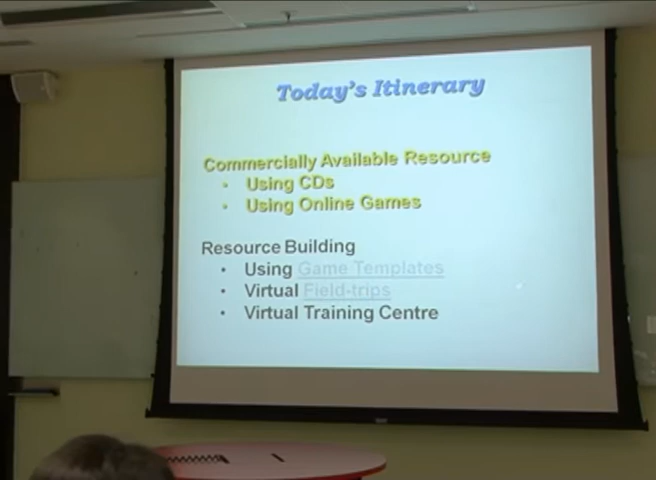 Today's Itinerary
Commercially Available Resource
• Using CDs
• Using Online Games
Resource Building
• Using Game Templates
• Virtual Field-trips
• Virtual Training Centre